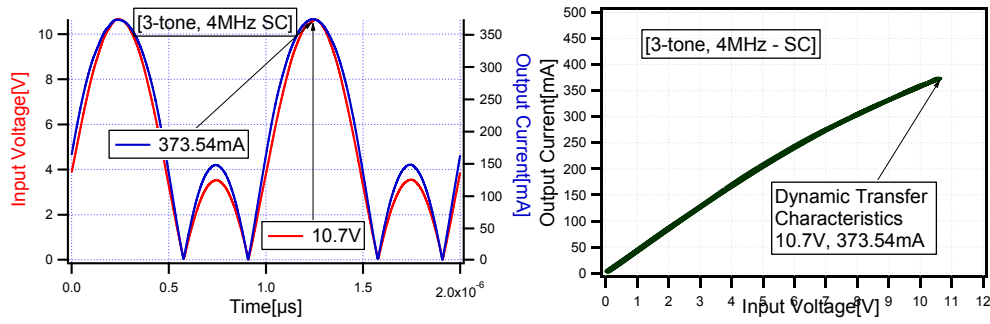 [3-tone, 4MHz SC]
10
8
6
4
2
0
Input Voltage[V]
373.54mA
10.7V
350
300
250
200
150
100
50
0
Output Current[mA]
0.0
0.5
1.0
1.5
2.0x10-6
Time[µs]
[3-tone, 4MHz - SC]
500
450
400
350
300
250
200
150
100
50
0
Output Current[mA]
Dynamic Transfer
Characteristics
10.7V, 373.54mA
0 1 2 3 4 5 6 7 8 9 10 11 12
Input Voltage[V]